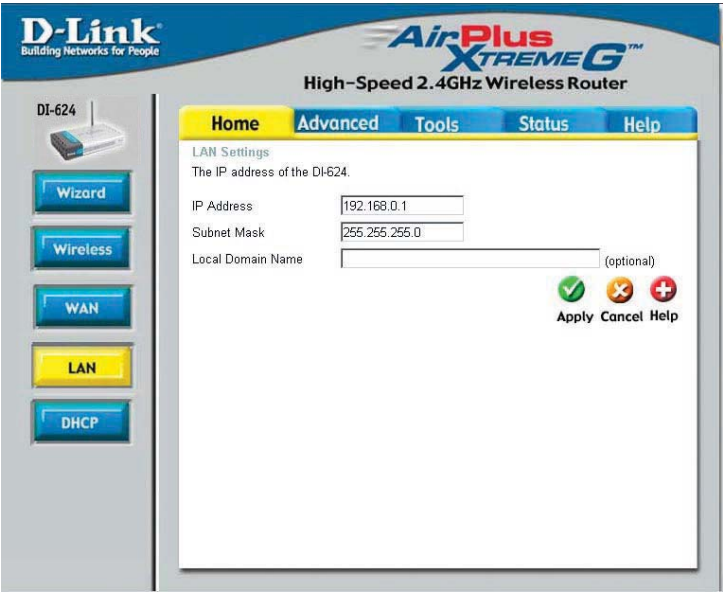 D-Link®
Building Networks for People
AirPlus
XTREME G™
High-Speed 2.4GHz Wireless Router
DI-624
Home Advanced Tools Status Help
LAN Settings
The IP address of the DI-624.
IP Address 192.168.0.1
Subnet Mask 255.255.255.0
Local Domain Name (optional)
Apply Cancel Help
Wizard
Wireless
WAN
LAN
DHCP